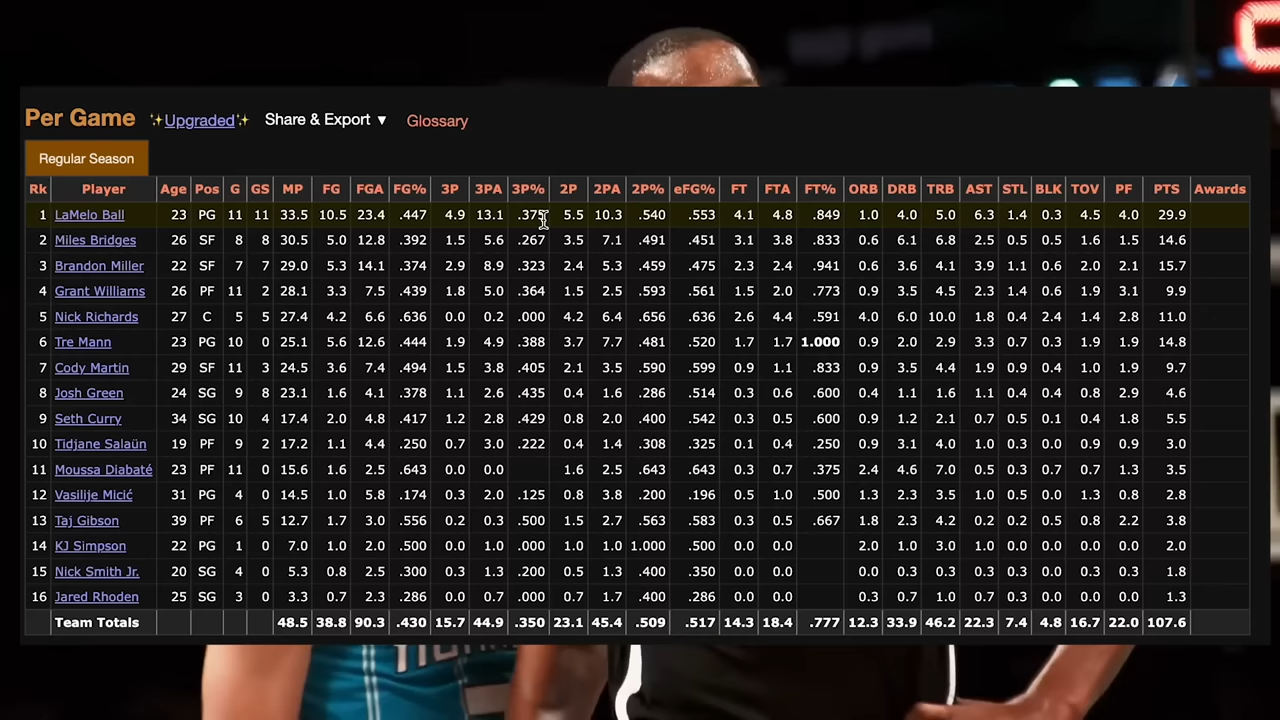 Per Game ✨Upgraded✨ Share & Export ▼ Glossary
Regular Season
Rk Player Age Pos G GS MP FG FGA FG% 3P 3PA 3P% 2P 2PA 2P% eFG% FT FTA FT% ORB DRB TRB AST STL BLK TOV PF PTS Awards
1 LaMelo Ball 23 PG 11 11 33.5 10.5 23.4 .447 4.9 13.1 .375 5.5 10.3 .540 .553 4.1 4.8 .849 1.0 4.0 5.0 6.3 1.4 0.3 4.5 4.0 29.9
2 Miles Bridges 26 SF 8 8 30.5 5.0 12.8 .392 1.5 5.6 .267 3.5 7.1 .491 .451 3.1 3.8 .833 0.6 6.1 6.8 2.5 0.5 0.5 1.6 1.5 14.6
3 Brandon Miller 22 SF 7 7 29.0 5.3 14.1 .374 2.9 8.9 .323 2.4 5.3 .459 .475 2.3 2.4 .941 0.6 3.6 4.1 3.9 1.1 0.6 2.0 2.1 15.7
4 Grant Williams 26 PF 11 2 28.1 3.3 7.5 .439 1.8 5.0 .364 1.5 2.5 .593 .561 1.5 2.0 .773 0.9 3.5 4.5 2.3 1.4 0.6 1.9 3.1 9.9
5 Nick Richards 27 C 5 5 27.4 4.2 6.6 .636 0.0 0.2 .000 4.2 6.4 .656 .636 2.6 4.4 .591 4.0 6.0 10.0 1.8 0.4 2.4 1.4 2.8 11.0
6 Tre Mann 23 PG 10 0 25.1 5.6 12.6 .444 1.9 4.9 .388 3.7 7.7 .481 .520 1.7 1.7 1.000 0.9 2.0 2.9 3.3 0.7 0.3 1.9 1.9 14.8
7 Cody Martin 29 SF 11 3 24.5 3.6 7.4 .494 1.5 3.8 .405 2.1 3.5 .590 .599 0.9 1.1 .833 0.9 3.5 4.4 1.9 0.9 0.4 1.0 1.9 9.7
8 Josh Green 24 SG 9 8 23.1 1.6 4.1 .378 1.1 2.6 .435 0.4 1.6 .286 .514 0.3 0.6 .600 0.4 1.1 1.6 1.1 0.4 0.4 0.8 2.9 4.6
9 Seth Curry 34 SG 10 4 17.4 2.0 4.8 .417 1.2 2.8 .429 0.8 2.0 .400 .542 0.3 0.5 .600 0.9 1.2 2.1 0.7 0.5 0.1 0.4 1.8 5.5
10 Tidjane Salaün 19 PF 9 2 17.2 1.1 4.4 .250 0.7 3.0 .222 0.4 1.4 .308 .325 0.1 0.4 .250 0.9 3.1 4.0 1.0 0.3 0.0 0.9 0.9 3.0
11 Moussa Diabaté 23 PF 11 0 15.6 1.6 2.5 .643 0.0 0.0 1.6 2.5 .643 .643 0.3 0.7 .375 2.4 4.6 7.0 0.5 0.3 0.7 0.7 1.3 3.5
12 Vasilije Micić 31 PG 4 0 14.5 1.0 5.8 .174 0.3 2.0 .125 0.8 3.8 .200 .196 0.5 1.0 .500 1.3 2.3 3.5 1.0 0.5 0.0 1.3 0.8 2.8
13 Taj Gibson 39 PF 6 5 12.7 1.7 3.0 .556 0.2 0.3 .500 1.5 2.7 .563 .583 0.3 0.5 .667 1.8 2.3 4.2 0.2 0.2 0.5 0.8 2.2 3.8
14 KJ Simpson 22 PG 1 0 7.0 1.0 2.0 .500 0.0 1.0 .000 1.0 1.0 1.000 .500 0.0 0.0 2.0 1.0 3.0 1.0 0.0 0.0 0.0 0.0 2.0
15 Nick Smith Jr. 20 SG 4 0 5.3 0.8 2.5 .300 0.3 1.3 .200 0.5 1.3 .400 .350 0.0 0.0 0.0 0.3 0.3 0.3 0.0 0.0 0.3 0.3 1.8
16 Jared Rhoden 25 SG 3 0 3.3 0.7 2.3 .286 0.0 0.7 .000 0.7 1.7 .400 .286 0.0 0.0 0.3 0.7 1.0 0.7 0.3 0.0 0.0 0.0 1.3
Team Totals 48.5 38.8 90.3 .430 15.7 44.9 .350 23.1 45.4 .509 .517 14.3 18.4 .777 12.3 33.9 46.2 22.3 7.4 4.8 16.7 22.0 107.6